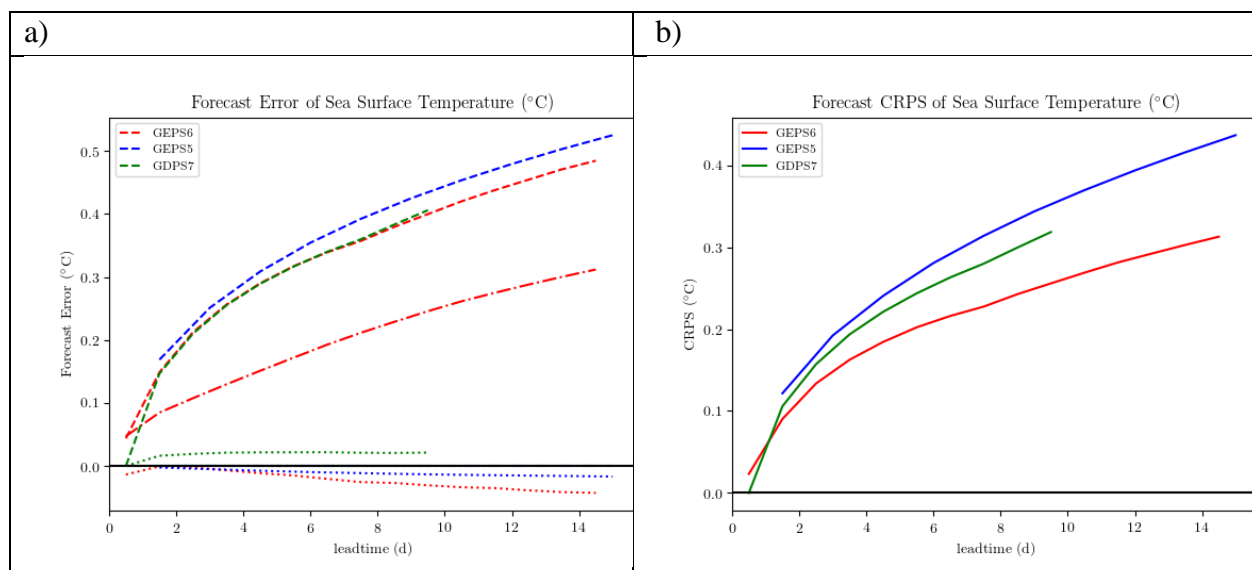 a)
b)
Forecast Error of Sea Surface Temperature (°C)
GEPS6
GEPS5
GDPS7
Forecast Error (°C)
0.5
0.4
0.3
0.2
0.1
0.0
0 2 4 6 8 10 12 14
leadtime (d)
Forecast CRPS of Sea Surface Temperature (°C)
GEPS6
GEPS5
GDPS7
CRPS (°C)
0.4
0.3
0.2
0.1
0.0
0 2 4 6 8 10 12 14
leadtime (d)